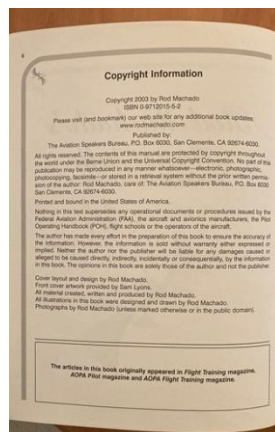 Copyright Information
Copyright 2003 by Rod Machado
ISBN 0-9712015-5-2
Please visit (and bookmark) our web site for any additional book updates:
www.rodmachado.com
Published by:
The Aviation Speakers Bureau, P.O. Box 6030, San Clemente, CA 92674-6030.
All rights reserved. The contents of this manual are protected by copyright throughout
the world under the Berne Union and the Universal Copyright Convention. No part of this
publication may be reproduced in any manner whatsoever—electronic, photographic,
photocopying, facsimile—or stored in a retrieval system without the prior written permis-
sion of the author: Rod Machado, care of: The Aviation Speakers Bureau, P.O. Box 6030
San Clemente, CA 92674-6030.
Printed and bound in the United States of America.
Nothing in this text supersedes any operational documents or procedures issued by the
Federal Aviation Administration (FAA), the aircraft and avionics manufacturers, the Pilot
Operating Handbook (POH), flight schools or the operators of the aircraft.
The author has made every effort in the preparation of this book to ensure the accuracy of
the information. However, the information is sold without warranty either expressed or
implied. Neither the author nor the publisher will be liable for any damages caused or
alleged to be caused directly, indirectly, incidentally or consequentially, by the information
in this book. The opinions in this book are solely those of the author and not the publisher.
Cover layout and design by Rod Machado.
Front cover artwork provided by Sam Lyons.
All material created, written and produced by Rod Machado.
All illustrations in this book were designed and drawn by Rod Machado.
Photographs by Rod Machado (unless marked otherwise or in the public domain).
The articles in this book originally appeared in Flight Training magazine,
AOPA Pilot magazine and AOPA Flight Training magazine.